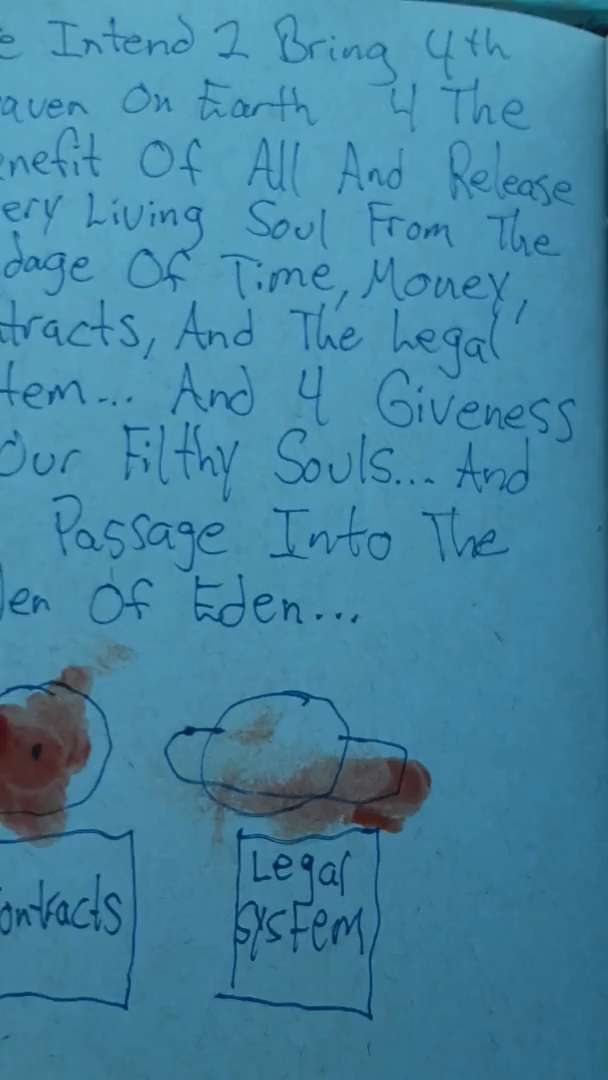 e Intend 2 Bring 4th
aven On Earth 4 The
nefit Of All And Release
ery Living Soul From The
dage Of Time, Money,
tracts, And The Legal
tem... And 4 Giveness
Our Filthy Souls... And
Passage Into The
den Of Eden...
ontracts
Legal
System